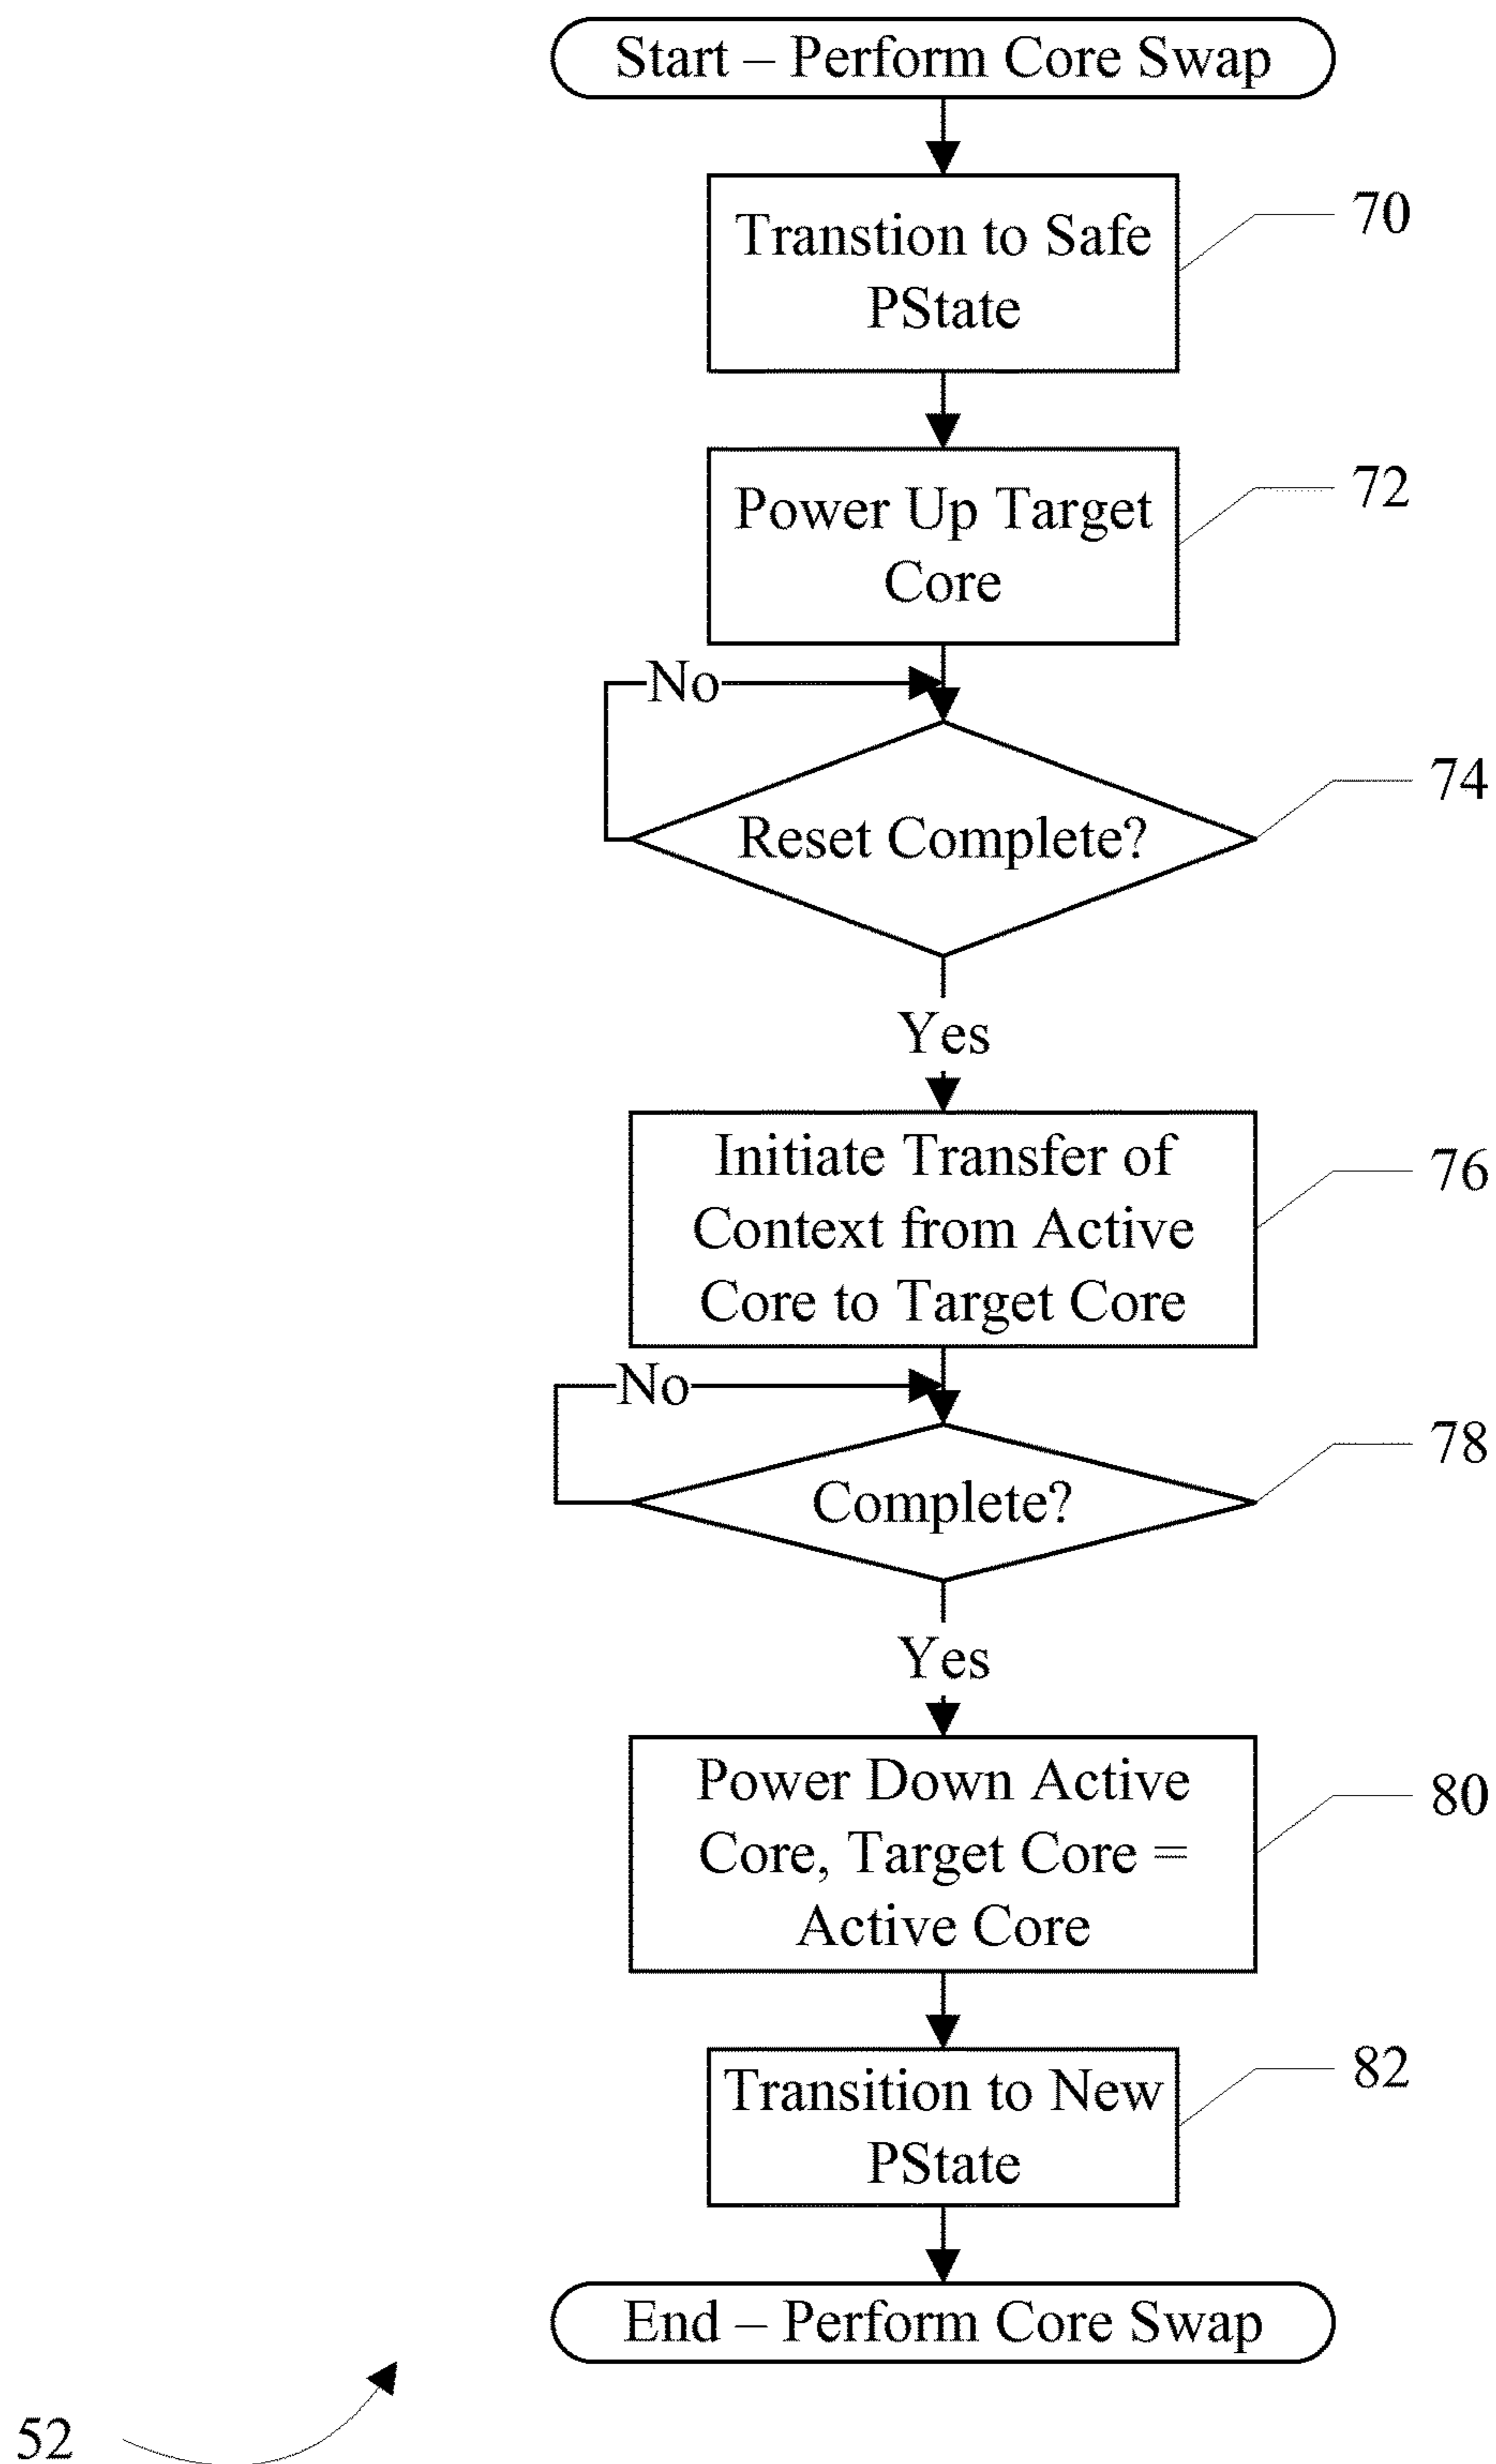 Start – Perform Core Swap
Transtion to Safe
PState
70
Power Up Target
Core
72
No
Reset Complete?
74
Yes
Initiate Transfer of
Context from Active
Core to Target Core
76
No
Complete?
78
Yes
Power Down Active
Core, Target Core =
Active Core
80
Transition to New
PState
82
End – Perform Core Swap
52